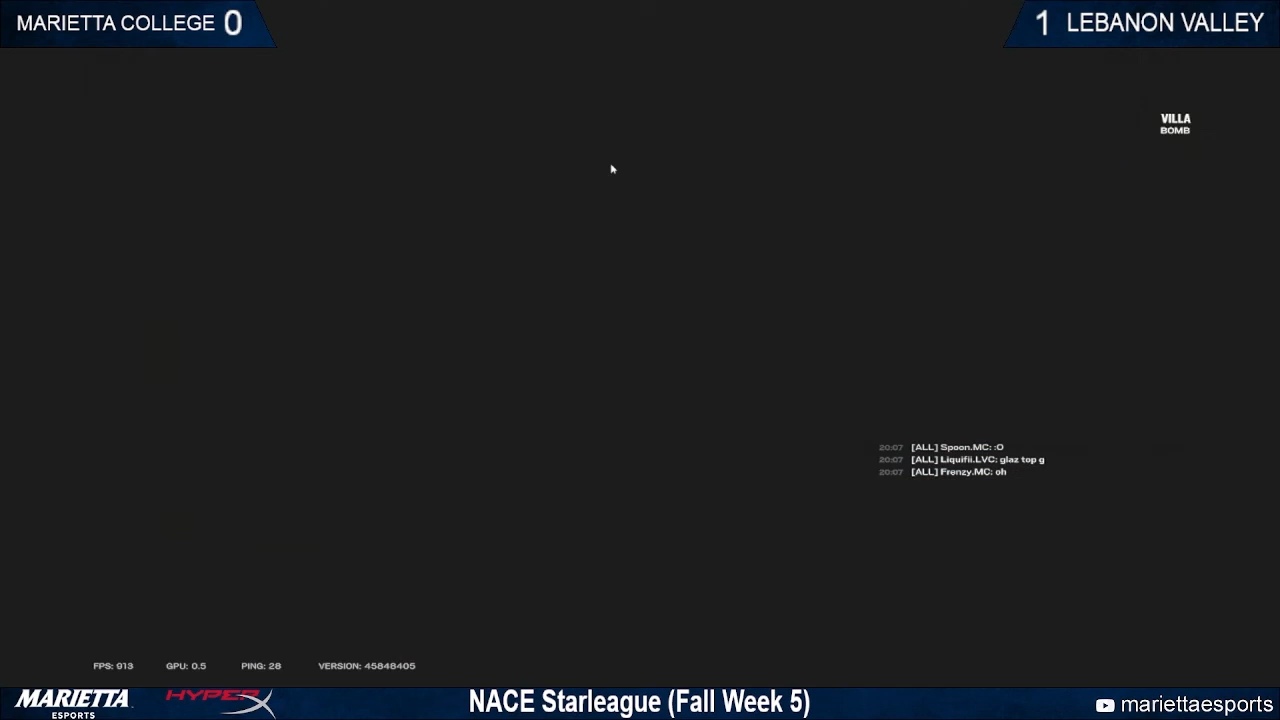 MARIETTA COLLEGE 0
1 LEBANON VALLEY
VILLA
BOMB
20:07 [ALL] Spoon.MC: :O
20:07 [ALL] Liquifii.LVC: glaz top g
20:07 [ALL] Frenzy.MC: oh
FPS: 913 GPU: 0.5 PING: 28 VERSION: 45848405
MARIETTA
ESPORTS
HYPERX
NACE Starleague (Fall Week 5)
mariettaesports